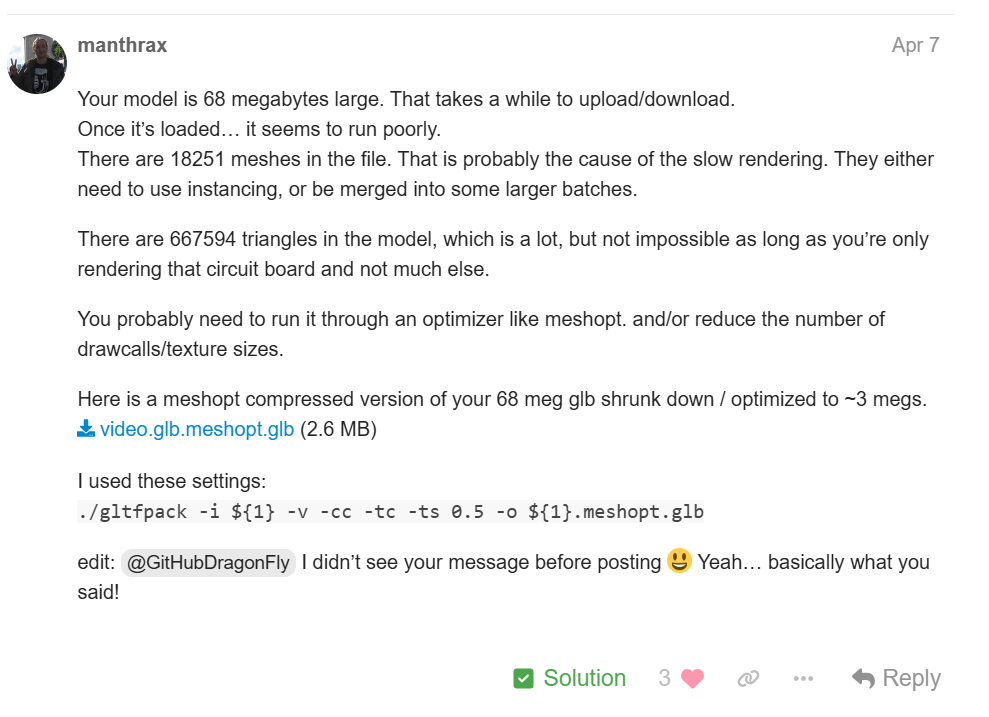 manthrax
Apr 7
Your model is 68 megabytes large. That takes a while to upload/download.
Once it’s loaded… it seems to run poorly.
There are 18251 meshes in the file. That is probably the cause of the slow rendering. They either
need to use instancing, or be merged into some larger batches.
There are 667594 triangles in the model, which is a lot, but not impossible as long as you’re only
rendering that circuit board and not much else.
You probably need to run it through an optimizer like meshopt. and/or reduce the number of
drawcalls/texture sizes.
Here is a meshopt compressed version of your 68 meg glb shrunk down / optimized to ~3 megs.
video.glb.meshopt.glb (2.6 MB)
I used these settings:
./gltfpack -i ${1} -v -cc -tc -ts 0.5 -o ${1}.meshopt.glb
edit: @GitHubDragonFly I didn’t see your message before posting 😃 Yeah… basically what you
said!
Solution 3 Reply